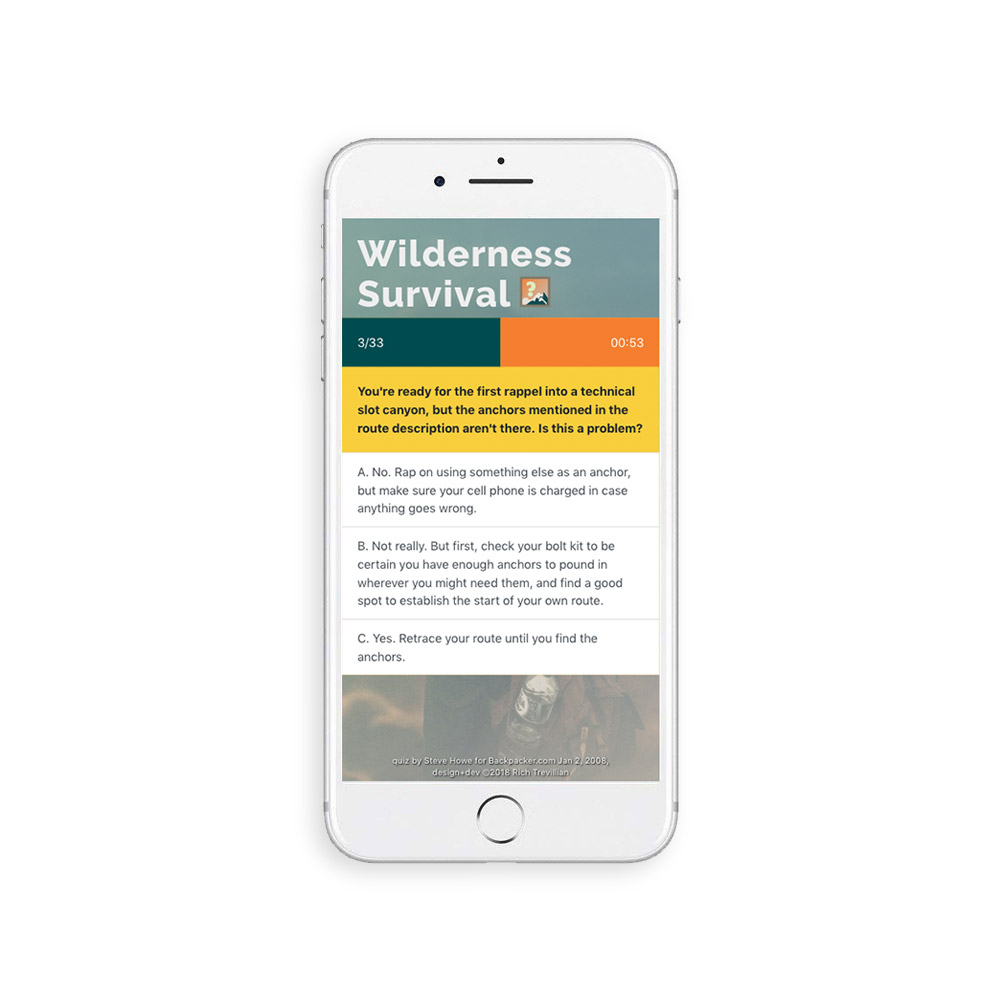 Wilderness
Survival
3/33
00:53
You're ready for the first rappel into a technical
slot canyon, but the anchors mentioned in the
route description aren't there. Is this a problem?
A. No. Rap on using something else as an anchor,
but make sure your cell phone is charged in case
anything goes wrong.
B. Not really. But first, check your bolt kit to be
certain you have enough anchors to pound in
wherever you might need them, and find a good
spot to establish the start of your own route.
C. Yes. Retrace your route until you find the
anchors.
quiz by Steve Howe for Backpacker.com Jan 2, 2008,
design+dev ©2018 Rich Trevillian